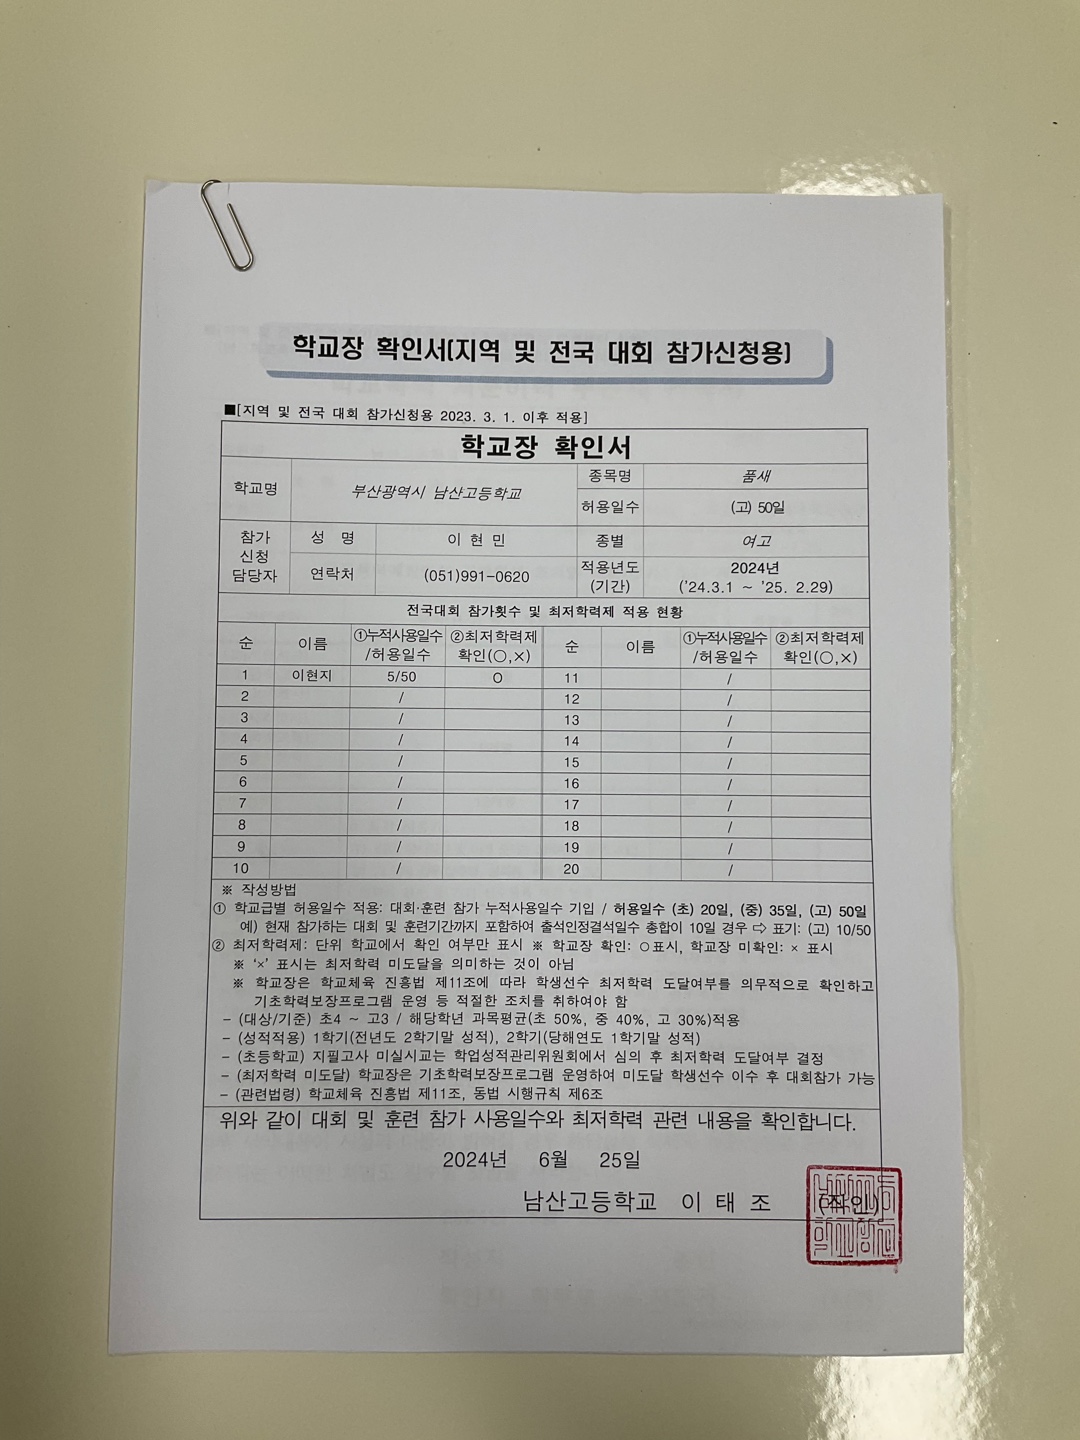 학교장 확인서(지역 및 전국 대회 참가신청용)
■[지역 및 전국 대회 참가신청용 2023. 3. 1. 이후 적용]
학교장 확인서
학교명 부산광역시 남산고등학교 종목명 품새
허용일수 (고) 50일
참가 신청 담당자 성 명 이 현 민 종별 여고
연락처 (051)991-0620 적용년도 (기간) 2024년 ('24.3.1 ~ '25. 2.29)
전국대회 참가횟수 및 최저학력제 적용 현황
순 이름 ①누적사용일수/허용일수 ②최저학력제 확인(○,×) 순 이름 ①누적사용일수/허용일수 ②최저학력제 확인(○,×)
1 이현지 5/50 O 11 /
2 / 12 /
3 / 13 /
4 / 14 /
5 / 15 /
6 / 16 /
7 / 17 /
8 / 18 /
9 / 19 /
10 / 20 /
※ 작성방법
① 학교급별 허용일수 적용: 대회·훈련 참가 누적사용일수 기입 / 허용일수 (초) 20일, (중) 35일, (고) 50일
예) 현재 참가하는 대회 및 훈련기간까지 포함하여 출석인정결석일수 총합이 10일 경우 ⇨ 표기: (고) 10/50
② 최저학력제: 단위 학교에서 확인 여부만 표시 ※ 학교장 확인: ○표시, 학교장 미확인: × 표시
※ '×' 표시는 최저학력 미도달을 의미하는 것이 아님
※ 학교장은 학교체육 진흥법 제11조에 따라 학생선수 최저학력 도달여부를 의무적으로 확인하고
기초학력보장프로그램 운영 등 적절한 조치를 취하여야 함
- (대상/기준) 초4 ~ 고3 / 해당학년 과목평균(초 50%, 중 40%, 고 30%)적용
- (성적적용) 1학기(전년도 2학기말 성적), 2학기(당해연도 1학기말 성적)
- (초등학교) 지필고사 미실시교는 학업성적관리위원회에서 심의 후 최저학력 도달여부 결정
- (최저학력 미도달) 학교장은 기초학력보장프로그램 운영하여 미도달 학생선수 이수 후 대회참가 가능
- (관련법령) 학교체육 진흥법 제11조, 동법 시행규칙 제6조
위와 같이 대회 및 훈련 참가 사용일수와 최저학력 관련 내용을 확인합니다.
2024년 6월 25일
남산고등학교 이 태 조 (직인)